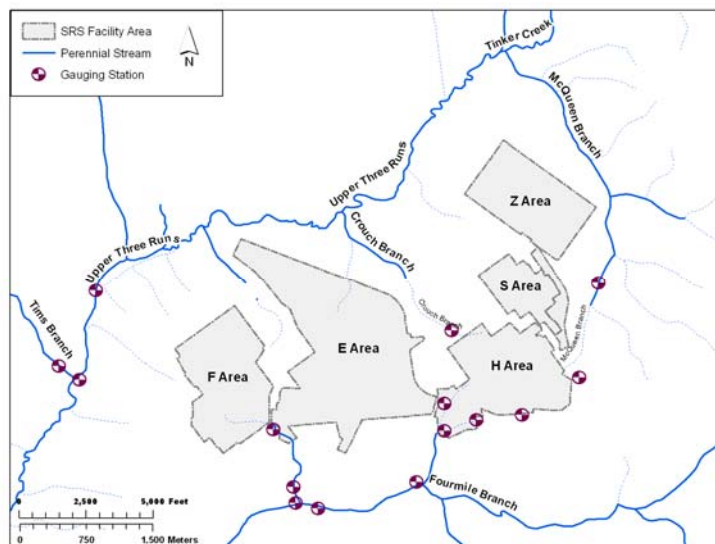 SRS Facility Area
Perennial Stream
Gauging Station
N
Tinker Creek
McQueen Branch
Upper Three Runs
Z Area
Crouch Branch
Upper Three Runs
S Area
Tims Branch
Crouch Branch
McQueen Branch
E Area
H Area
F Area
Fourmile Branch
0 2,500 5,000 Feet
0 750 1,500 Meters